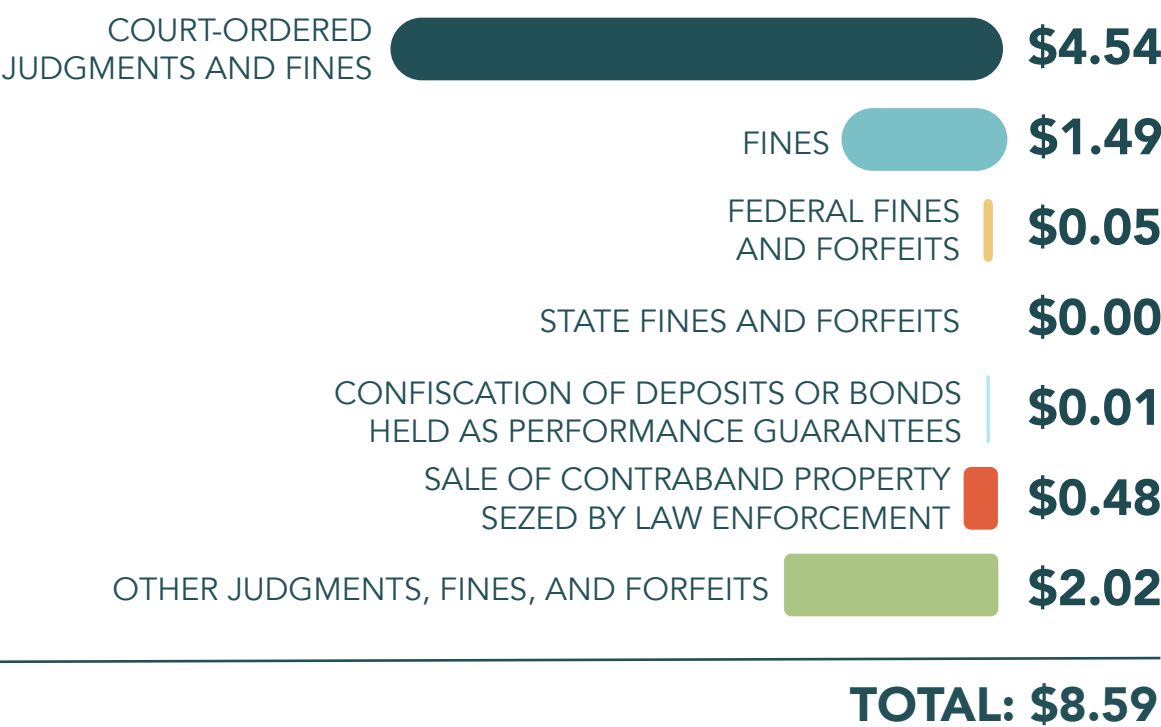 COURT-ORDERED
JUDGMENTS AND FINES
$4.54
FINES
$1.49
FEDERAL FINES
AND FORFEITS
$0.05
STATE FINES AND FORFEITS
$0.00
CONFISCATION OF DEPOSITS OR BONDS
HELD AS PERFORMANCE GUARANTEES
$0.01
SALE OF CONTRABAND PROPERTY
SEZED BY LAW ENFORCEMENT
$0.48
OTHER JUDGMENTS, FINES, AND FORFEITS
$2.02
TOTAL: $8.59